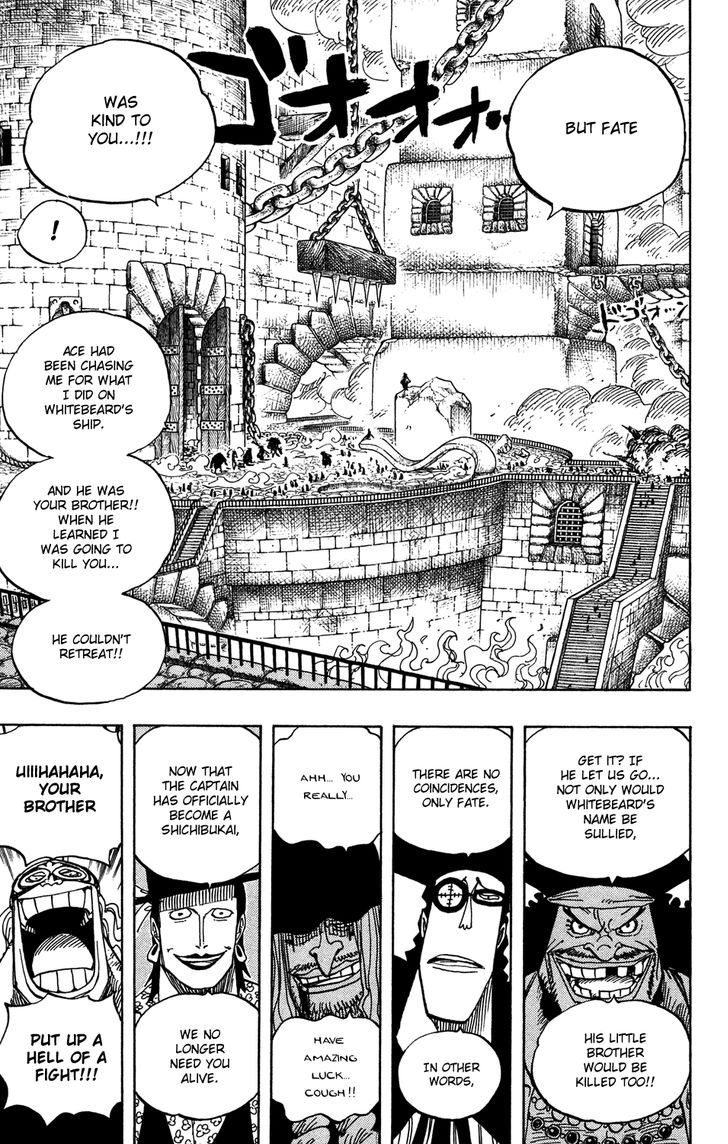 BUT FATE
ゴオオオオ
WAS
KIND TO
YOU...!!!
!
ACE HAD
BEEN CHASING
ME FOR WHAT
I DID ON
WHITEBEARD'S
SHIP.
AND HE WAS
YOUR BROTHER!!
WHEN HE
LEARNED I
WAS GOING TO
KILL YOU...
HE COULDN'T
RETREAT!!
GET IT? IF
HE LET US GO...
NOT ONLY WOULD
WHITEBEARD'S
NAME BE
SULLIED,
HIS LITTLE
BROTHER
WOULD BE
KILLED TOO!!
THERE ARE NO
COINCIDENCES,
ONLY FATE.
IN OTHER
WORDS,
AHH... YOU
REALLY...
HAVE
AMAZING
LUCK...
COUGH!!
NOW THAT
THE CAPTAIN
HAS OFFICIALLY
BECOME A
SHICHIBUKAI,
WE NO
LONGER
NEED YOU
ALIVE.
UIIIHAHAHA,
YOUR
BROTHER
PUT UP A
HELL OF A
FIGHT!!!